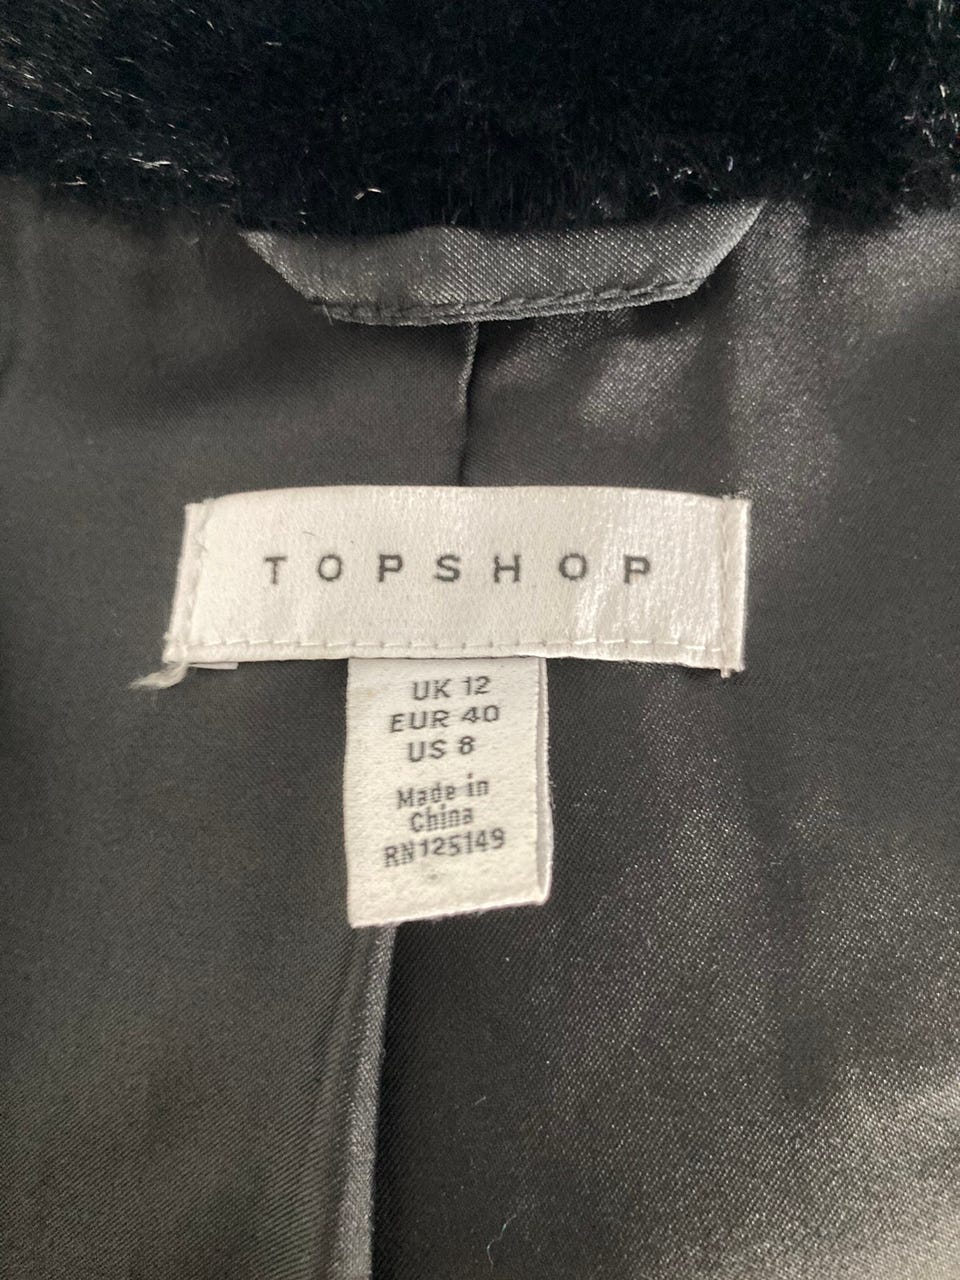 TOPSHOP
UK 12
EUR 40
US 8
Made in
China
RN125149